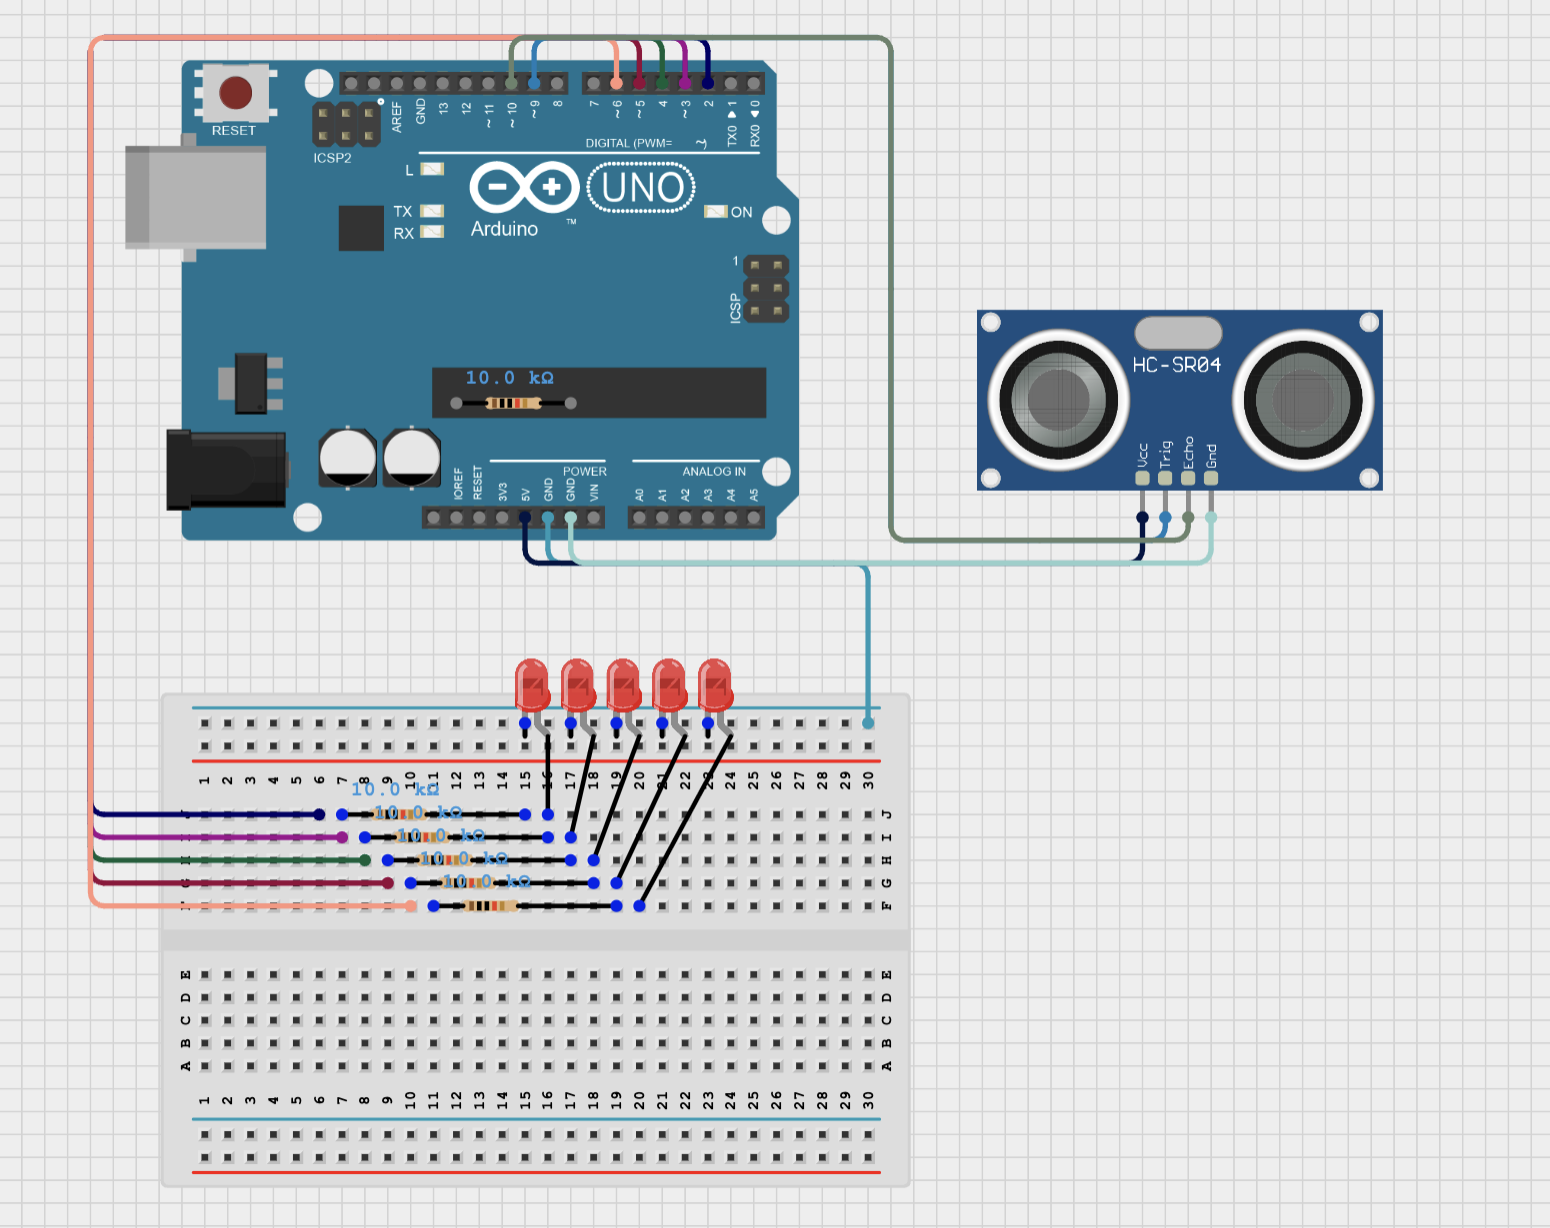 RESET
ICSP2
AREF
GND
13
12
~ 11
~ 10
~ 9
8
7
~ 6
~ 5
4
~ 3
2
TX0 ▶ 1
RX0 ◀ 0
DIGITAL (PWM= ~)
L
TX
RX
UNO
Arduino
™
ON
1
ICSP
10.0 kΩ
POWER
ANALOG IN
IOREF
RESET
3V3
5V
GND
GND
VIN
A0
A1
A2
A3
A4
A5
HC-SR04
Vcc
Trig
Echo
Gnd
1 2 3 4 5 6 7 8 9 10 11 12 13 14 15 16 17 18 19 20 21 22 23 24 25 26 27 28 29 30
10.0 kΩ
J 10.0 kΩ J
I 10.0 kΩ I
H 10.0 kΩ H
G 10.0 kΩ G
F F
E E
D D
C C
B B
A A
1 2 3 4 5 6 7 8 9 10 11 12 13 14 15 16 17 18 19 20 21 22 23 24 25 26 27 28 29 30